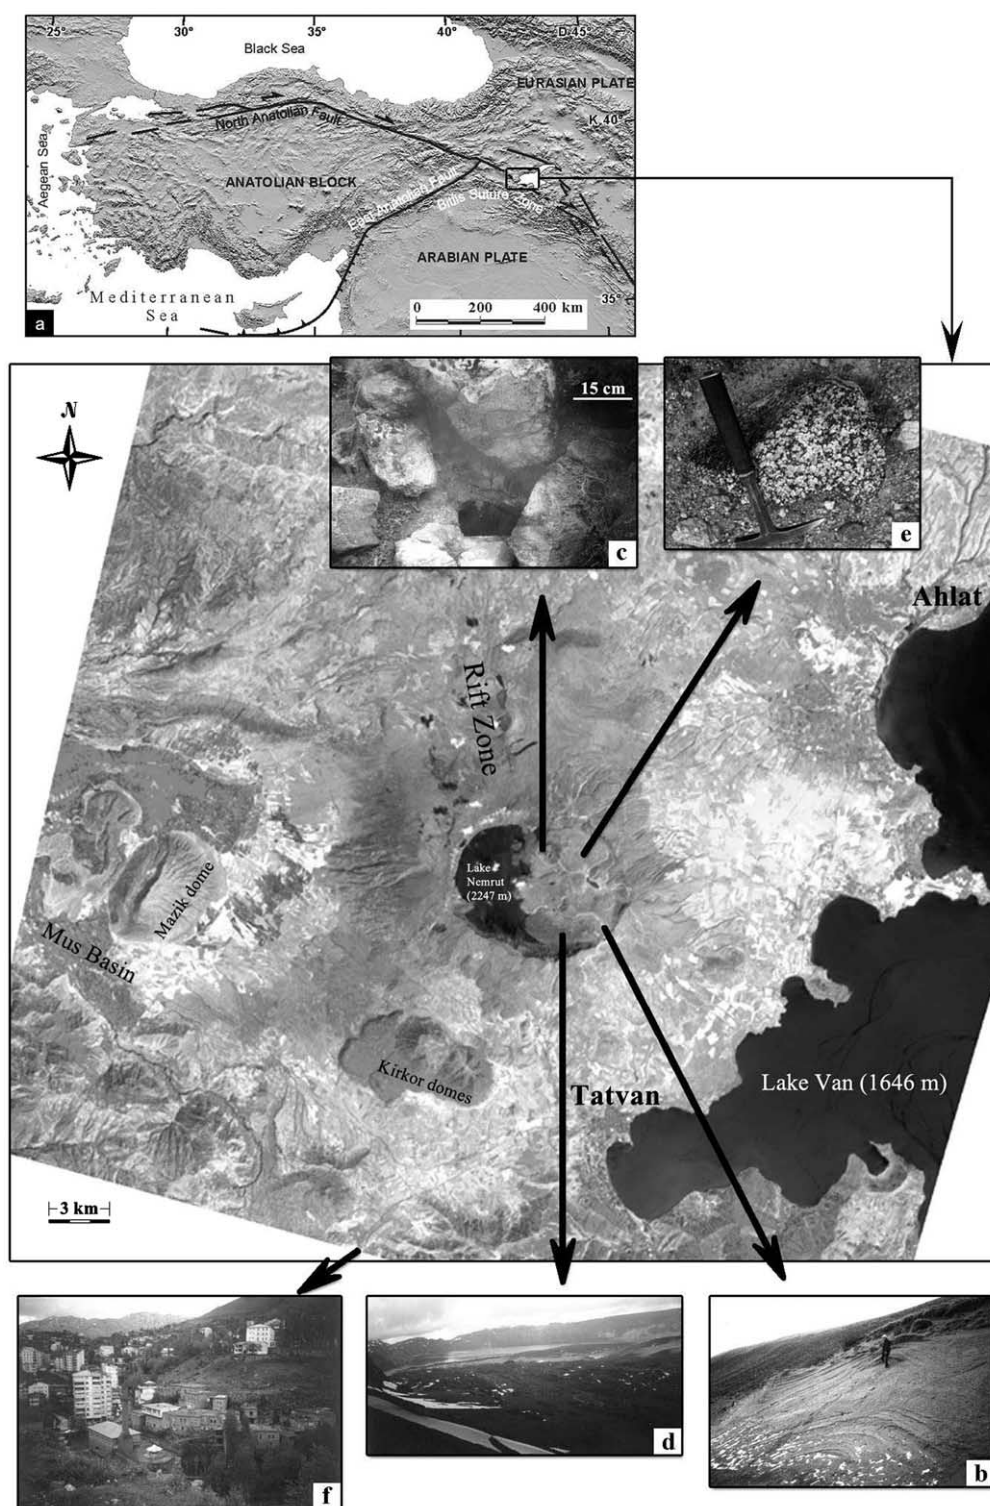 25°
30°
35°
40°
D 45°
Black Sea
EURASIAN PLATE
North Anatolian Fault
K 40°
Aegean Sea
ANATOLIAN BLOCK
East Anatolian Fault
Bitlis Suture Zone
ARABIAN PLATE
Mediterranean
Sea
35°
0 200 400 km
a
N
15 cm
c
e
Ahlat
Rift Zone
Lake
Nemrut
(2247 m)
Mazik dome
Mus Basin
Kirkor domes
Tatvan
Lake Van (1646 m)
3 km
f
d
b